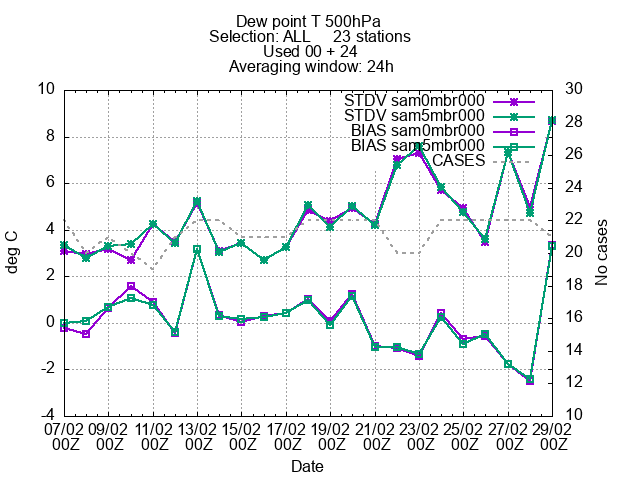 Dew point T 500hPa
Selection: ALL     23 stations
Used 00 + 24
Averaging window: 24h
STDV sam0mbr000
STDV sam5mbr000
BIAS sam0mbr000
BIAS sam5mbr000
CASES
10
8
6
4
2
0
-2
-4
deg C
30
28
26
24
22
20
18
16
14
12
10
No cases
07/02 09/02 11/02 13/02 15/02 17/02 19/02 21/02 23/02 25/02 27/02 29/02
00Z 00Z 00Z 00Z 00Z 00Z 00Z 00Z 00Z 00Z 00Z 00Z
Date